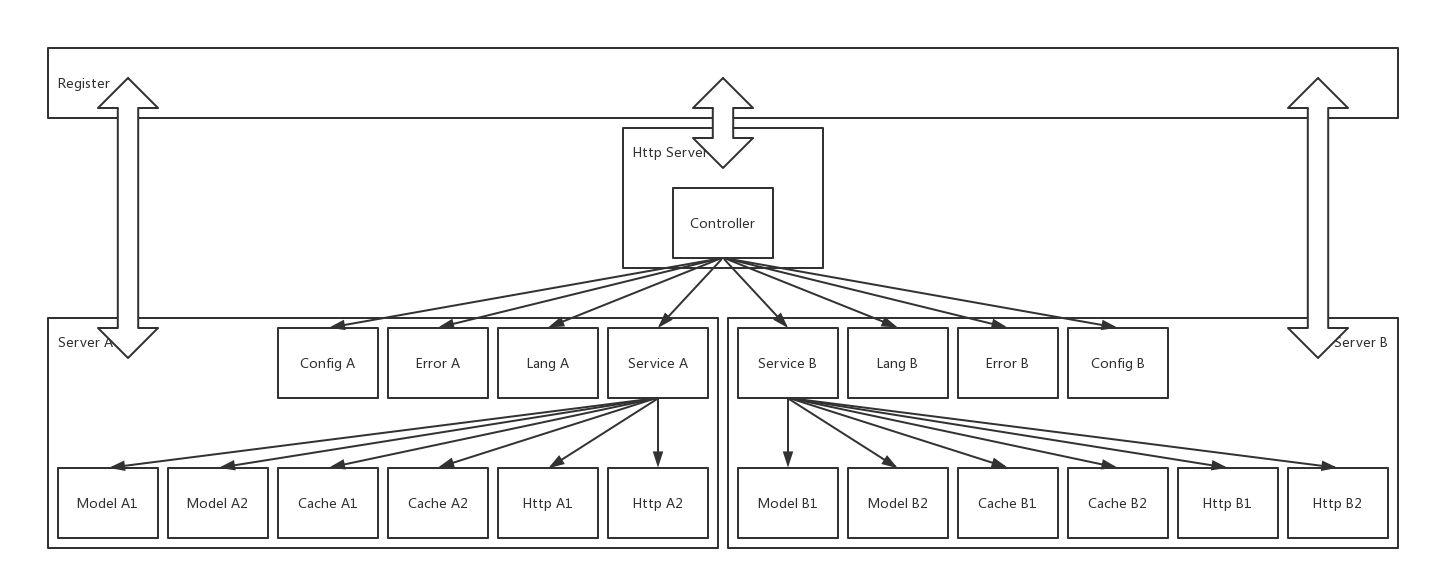 Register
Http Server
Controller
Server A
Config A
Error A
Lang A
Service A
Service B
Lang B
Error B
Config B
Server B
Model A1
Model A2
Cache A1
Cache A2
Http A1
Http A2
Model B1
Model B2
Cache B1
Cache B2
Http B1
Http B2